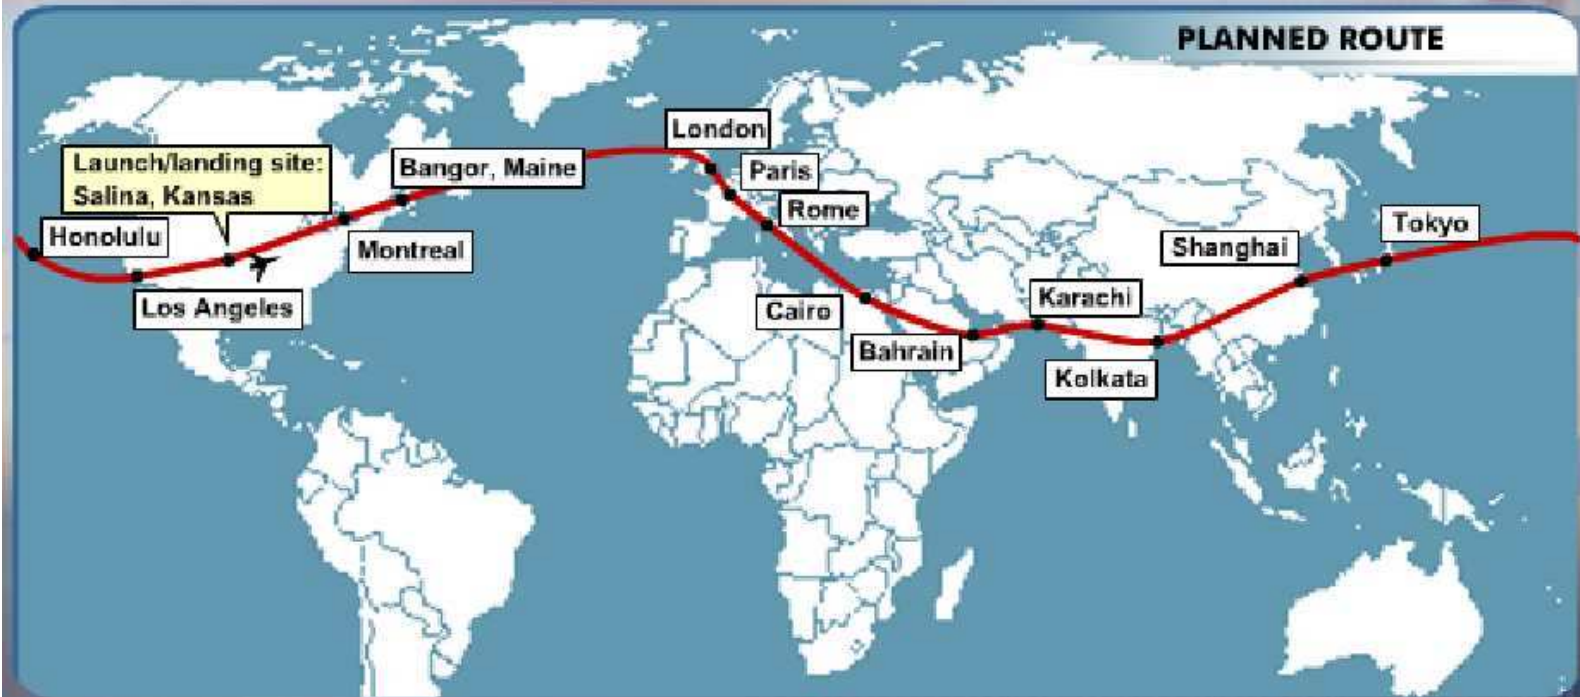 PLANNED ROUTE
London
Launch/landing site:
Salina, Kansas
Bangor, Maine
Paris
Rome
Honolulu
Montreal
Tokyo
Shanghai
Los Angeles
Cairo
Karachi
Bahrain
Kolkata